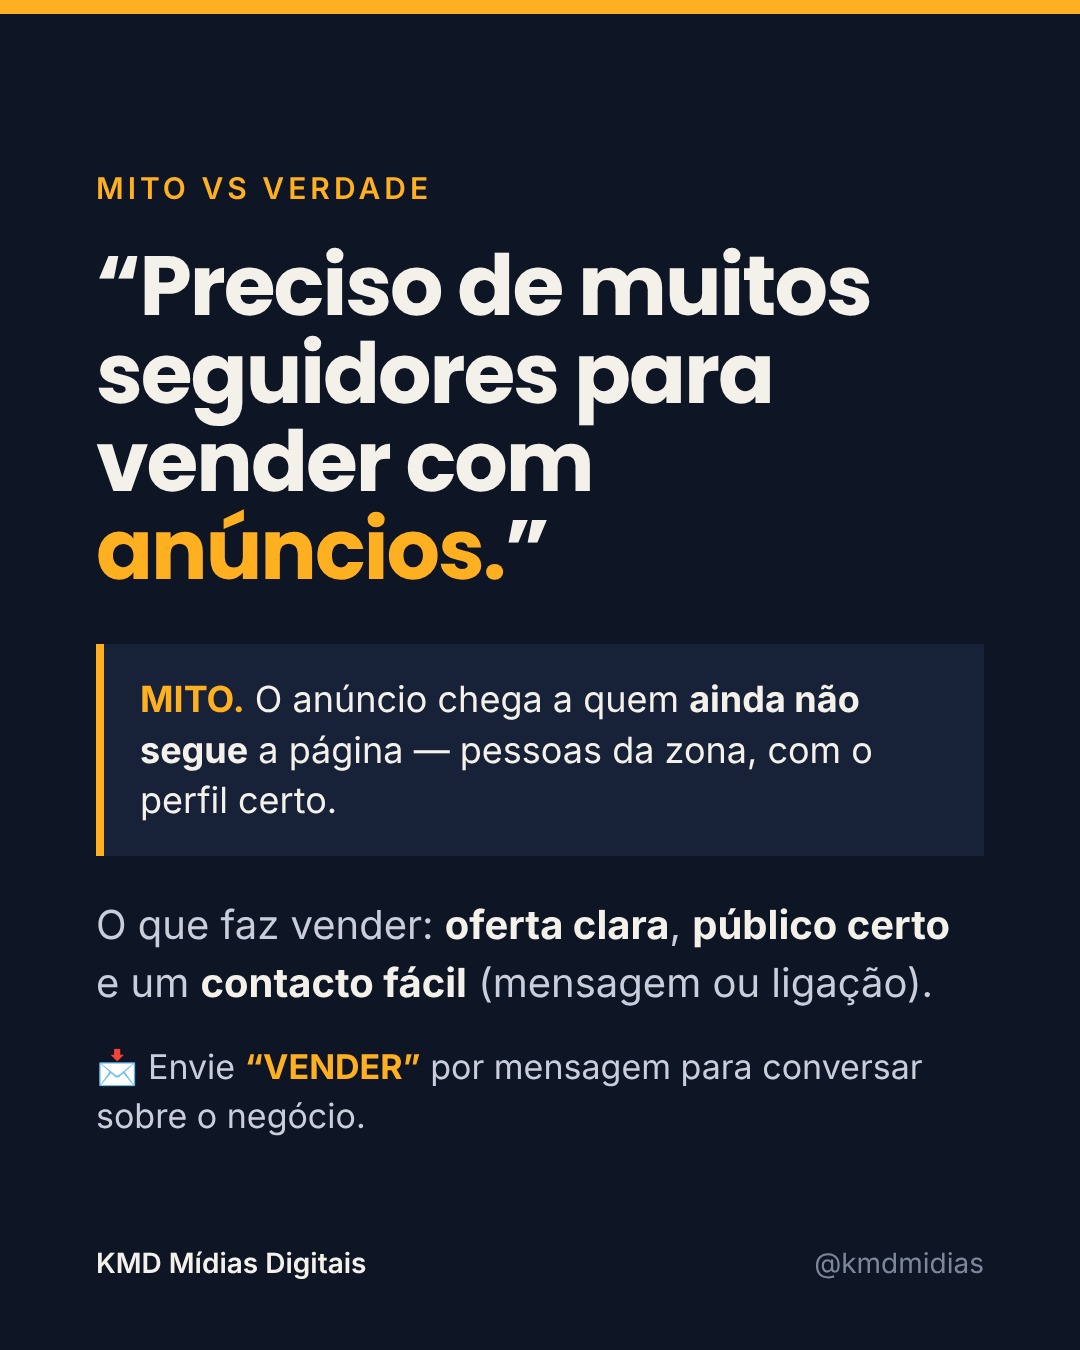 MITO VS VERDADE
“Preciso de muitos
seguidores para
vender com
anúncios.”
MITO. O anúncio chega a quem ainda não
segue a página — pessoas da zona, com o
perfil certo.
O que faz vender: oferta clara, público certo
e um contacto fácil (mensagem ou ligação).
📩 Envie “VENDER” por mensagem para conversar
sobre o negócio.
KMD Mídias Digitais
@kmdmidias